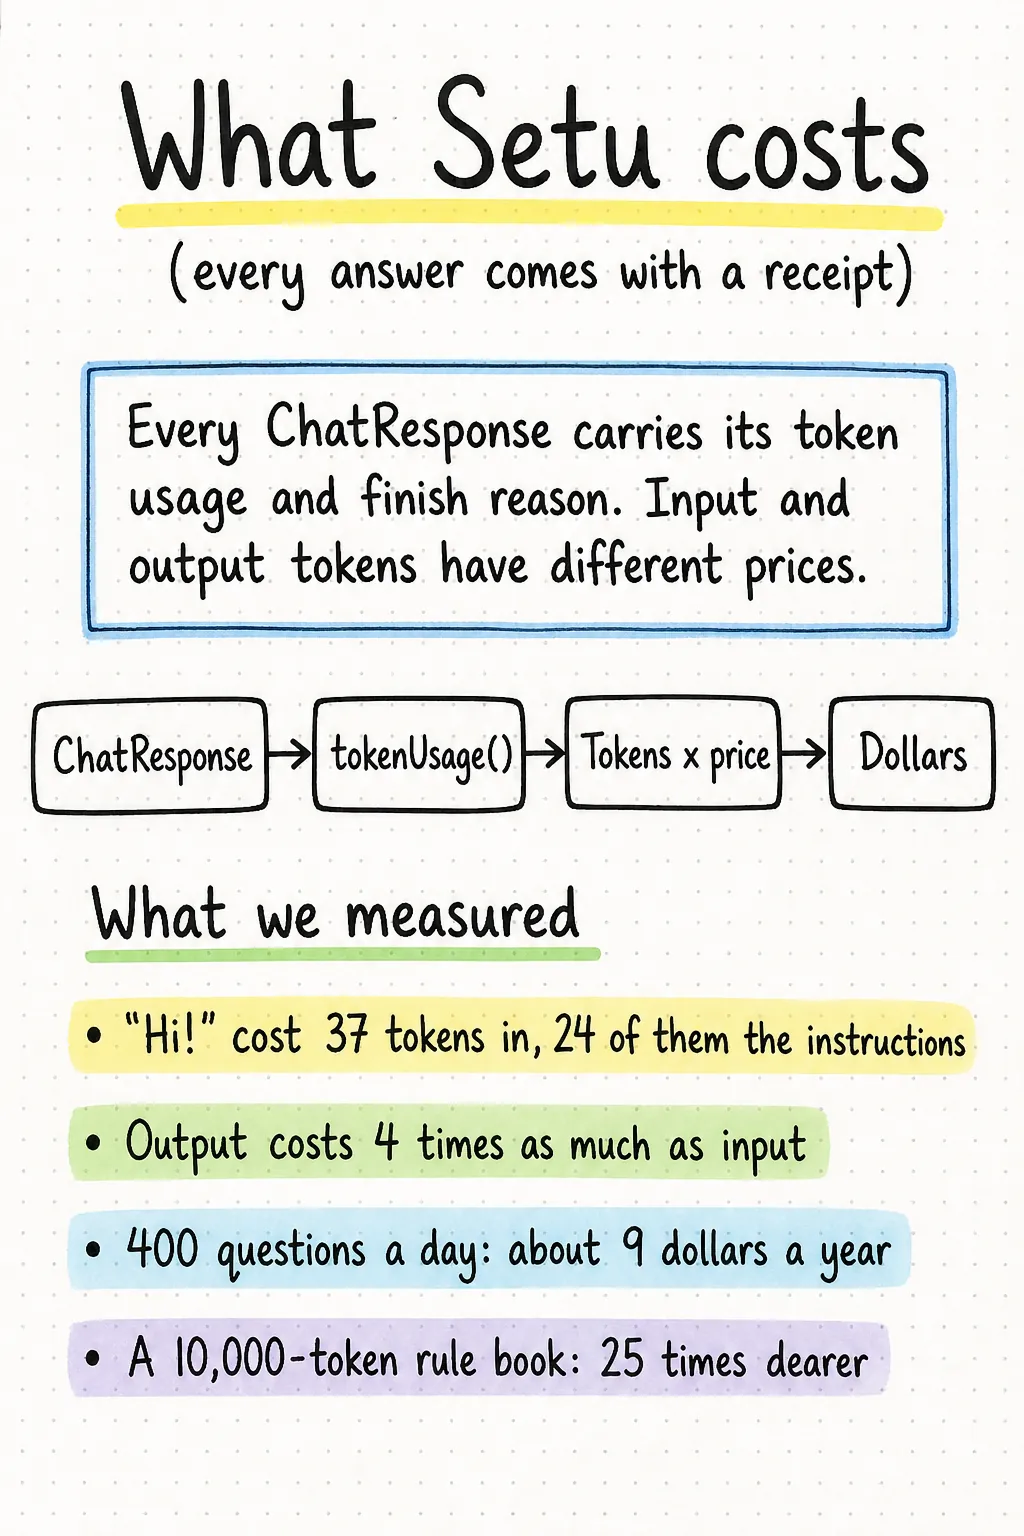 What Setu costs
(every answer comes with a receipt)
Every ChatResponse carries its token
usage and finish reason. Input and
output tokens have different prices.
ChatResponse
tokenUsage()
Tokens x price
Dollars
What we measured
• "Hi!" cost 37 tokens in, 24 of them the instructions
• Output costs 4 times as much as input
• 400 questions a day: about 9 dollars a year
• A 10,000-token rule book: 25 times dearer